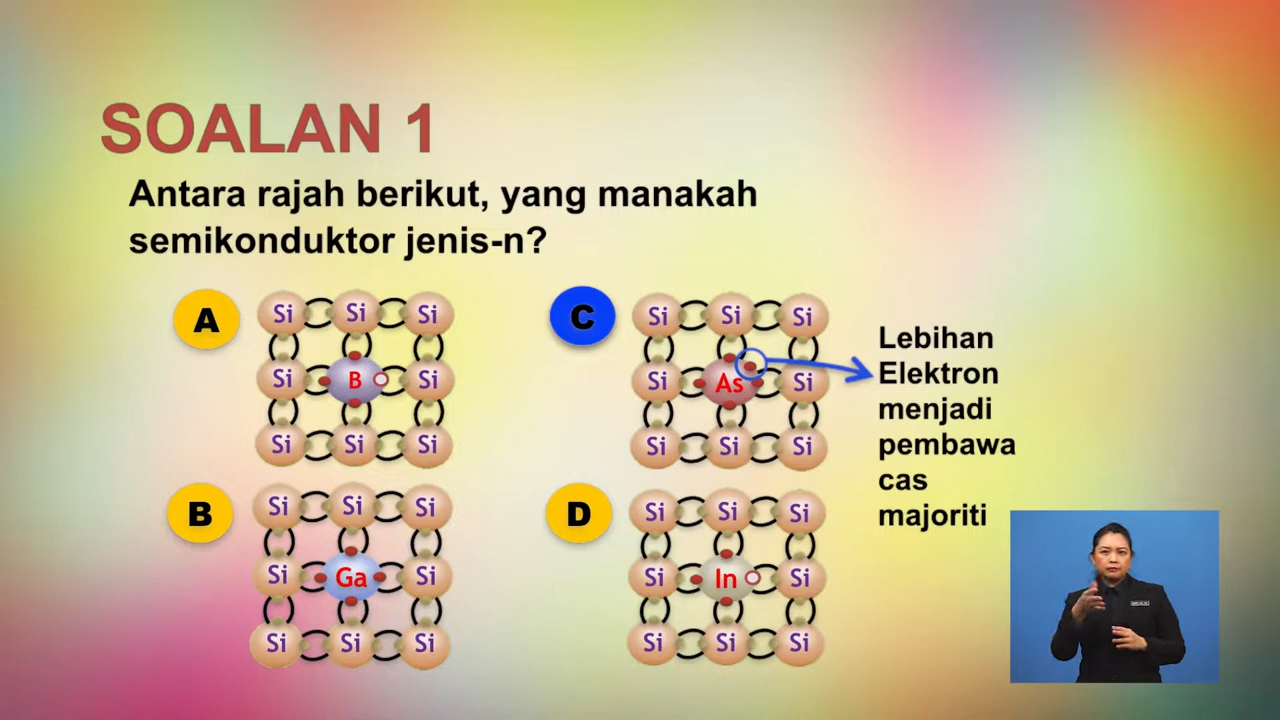 SOALAN 1
Antara rajah berikut, yang manakah
semikonduktor jenis-n?
A
Si Si Si
Si B Si
Si Si Si
B
Si Si Si
Si Ga Si
Si Si Si
C
Si Si Si
Si As Si
Si Si Si
D
Si Si Si
Si In Si
Si Si Si
Lebihan
Elektron
menjadi
pembawa
cas
majoriti